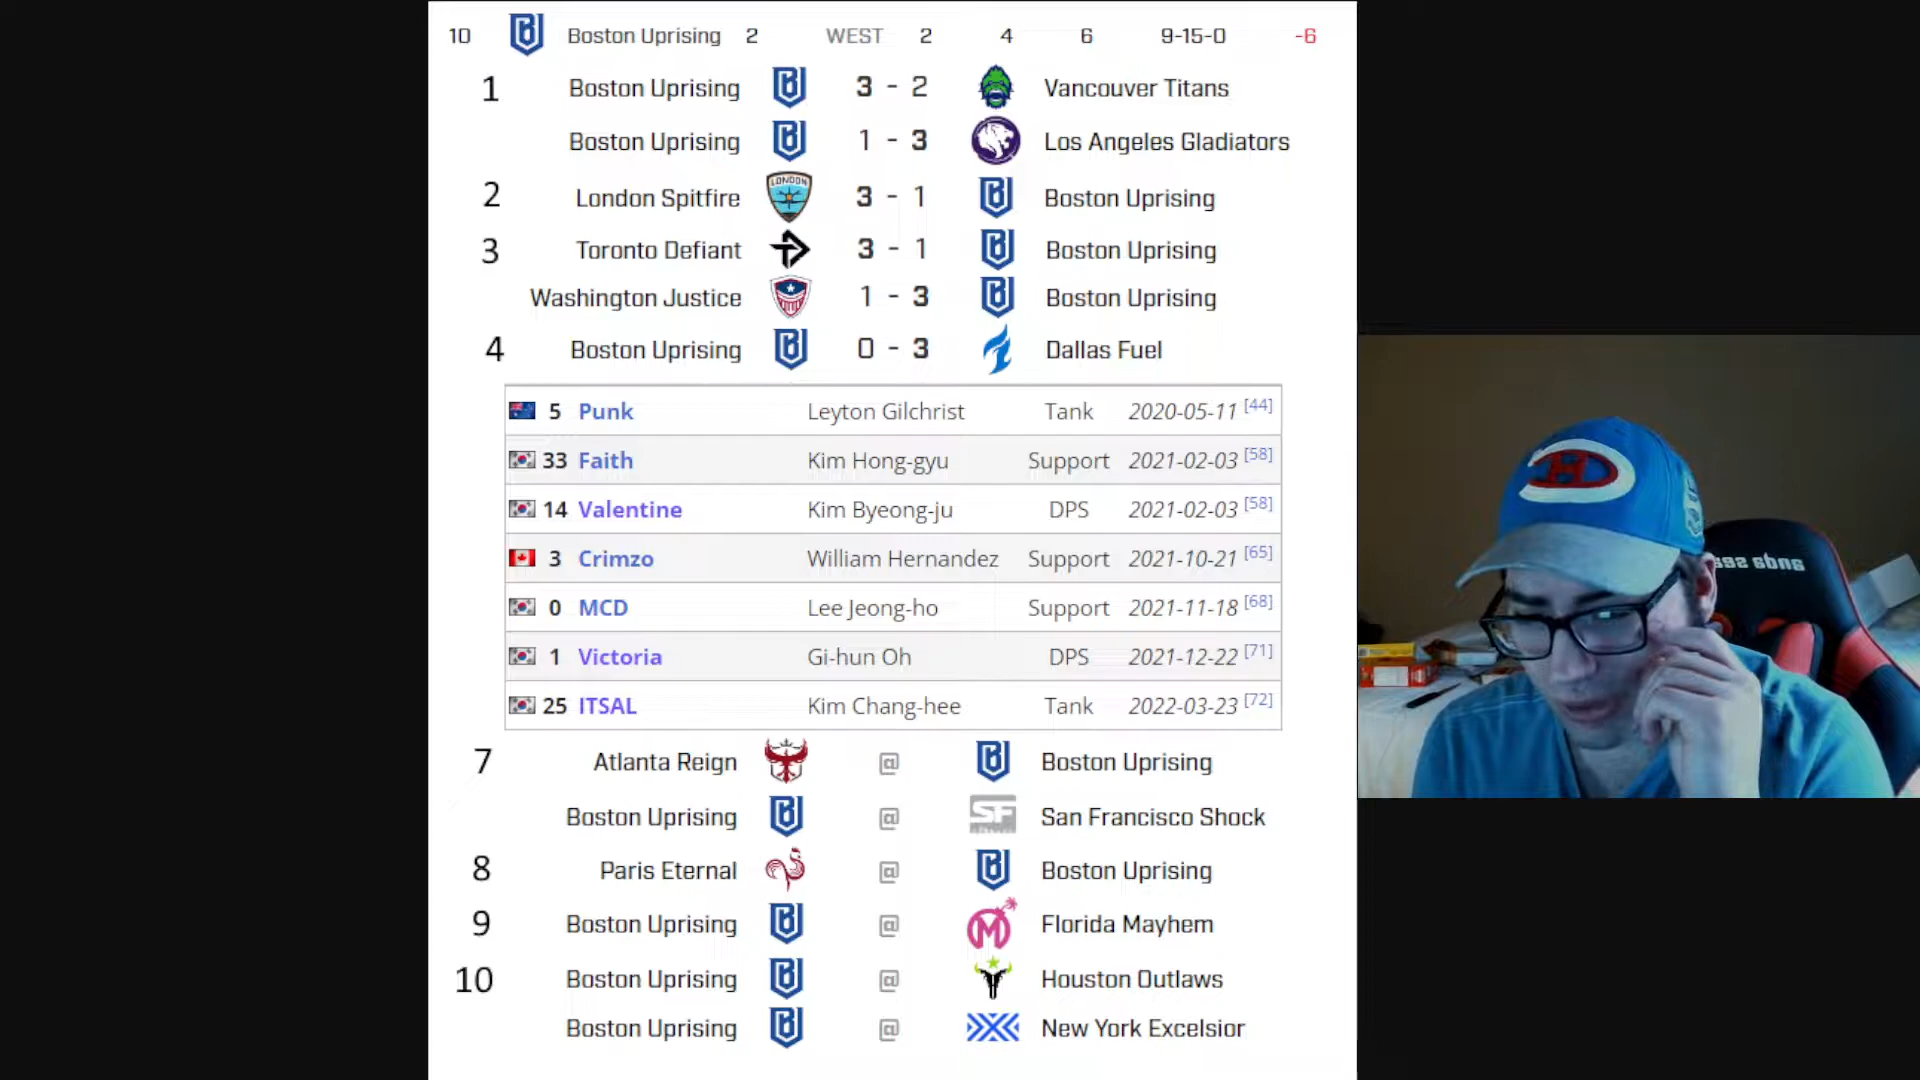 10 Boston Uprising 2 WEST 2 4 6 9-15-0 -6
1 Boston Uprising 3 - 2 Vancouver Titans
Boston Uprising 1 - 3 Los Angeles Gladiators
2 London Spitfire LONDON 3 - 1 Boston Uprising
3 Toronto Defiant 3 - 1 Boston Uprising
Washington Justice 1 - 3 Boston Uprising
4 Boston Uprising 0 - 3 Dallas Fuel
5 Punk Leyton Gilchrist Tank 2020-05-11 [44]
33 Faith Kim Hong-gyu Support 2021-02-03 [58]
14 Valentine Kim Byeong-ju DPS 2021-02-03 [58]
3 Crimzo William Hernandez Support 2021-10-21 [65]
0 MCD Lee Jeong-ho Support 2021-11-18 [68]
1 Victoria Gi-hun Oh DPS 2021-12-22 [71]
25 ITSAL Kim Chang-hee Tank 2022-03-23 [72]
7 Atlanta Reign @ Boston Uprising
Boston Uprising @ SF San Francisco Shock
8 Paris Eternal @ Boston Uprising
9 Boston Uprising @ M Florida Mayhem
10 Boston Uprising @ Houston Outlaws
Boston Uprising @ New York Excelsior
CH